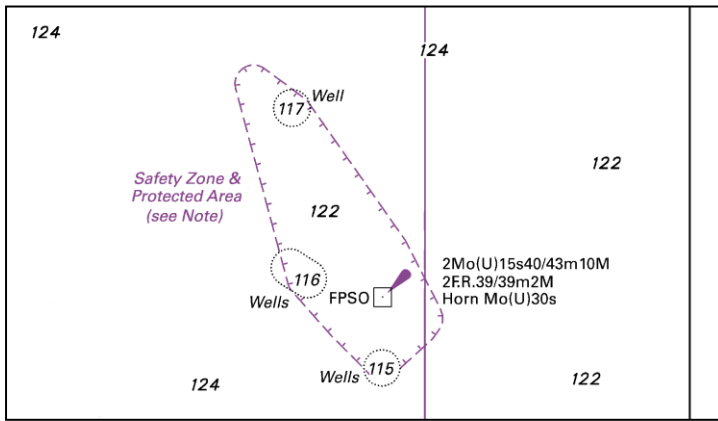 124
124
117 Well
122
Safety Zone &
Protected Area
(see Note)
122
2Mo(U)15s40/43m10M
2F.R.39/39m2M
Horn Mo(U)30s
116
Wells
FPSO
115
Wells
124
122